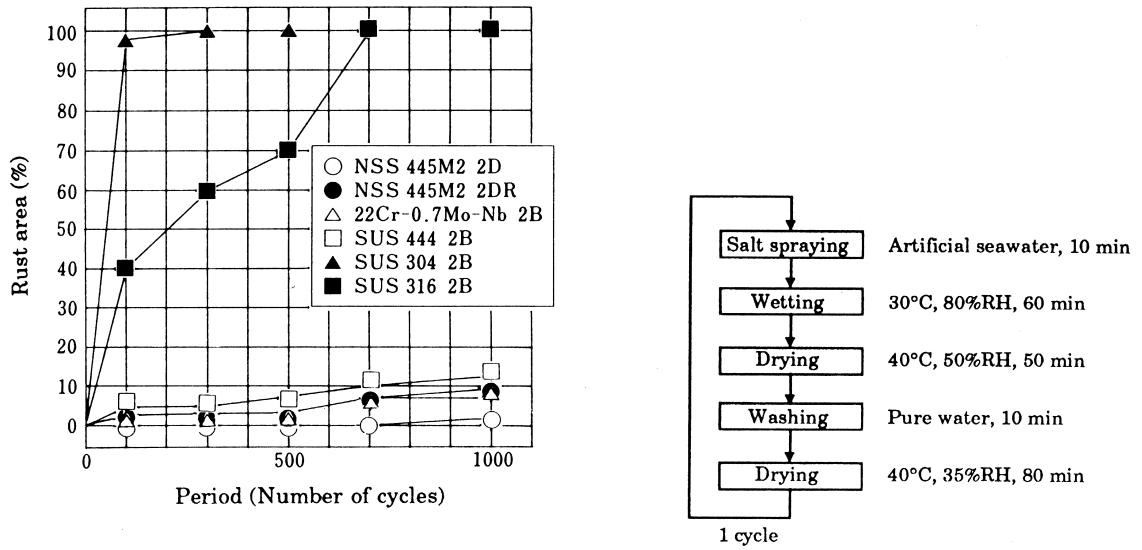 100
90
80
70
60
50
40
30
20
10
0
Rust area (%)
0
500
1000
Period (Number of cycles)
NSS 445M2 2D
NSS 445M2 2DR
22Cr-0.7Mo-Nb 2B
SUS 444 2B
SUS 304 2B
SUS 316 2B
Salt spraying Artificial seawater, 10 min
Wetting 30°C, 80%RH, 60 min
Drying 40°C, 50%RH, 50 min
Washing Pure water, 10 min
Drying 40°C, 35%RH, 80 min
1 cycle